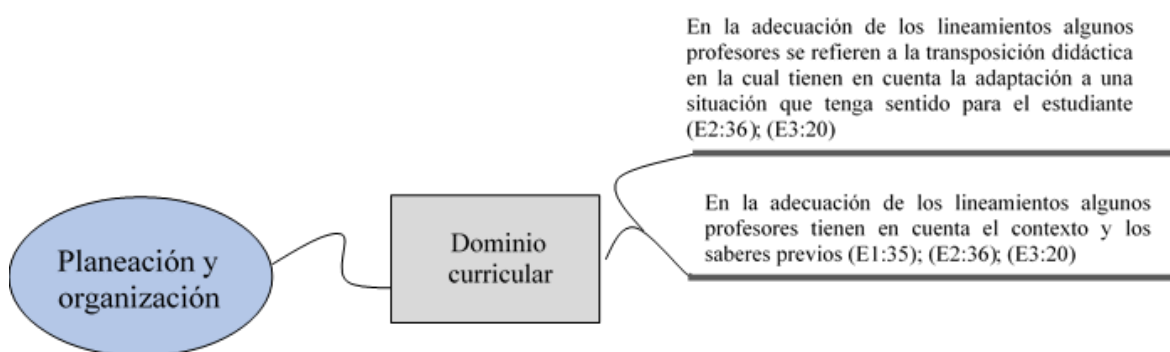 En la adecuación de los lineamientos algunos
profesores se refieren a la transposición didáctica
en la cual tienen en cuenta la adaptación a una
situación que tenga sentido para el estudiante
(E2:36); (E3:20)
En la adecuación de los lineamientos algunos
profesores tienen en cuenta el contexto y los
saberes previos (E1:35); (E2:36); (E3:20)
Dominio
curricular
Planeación y
organización